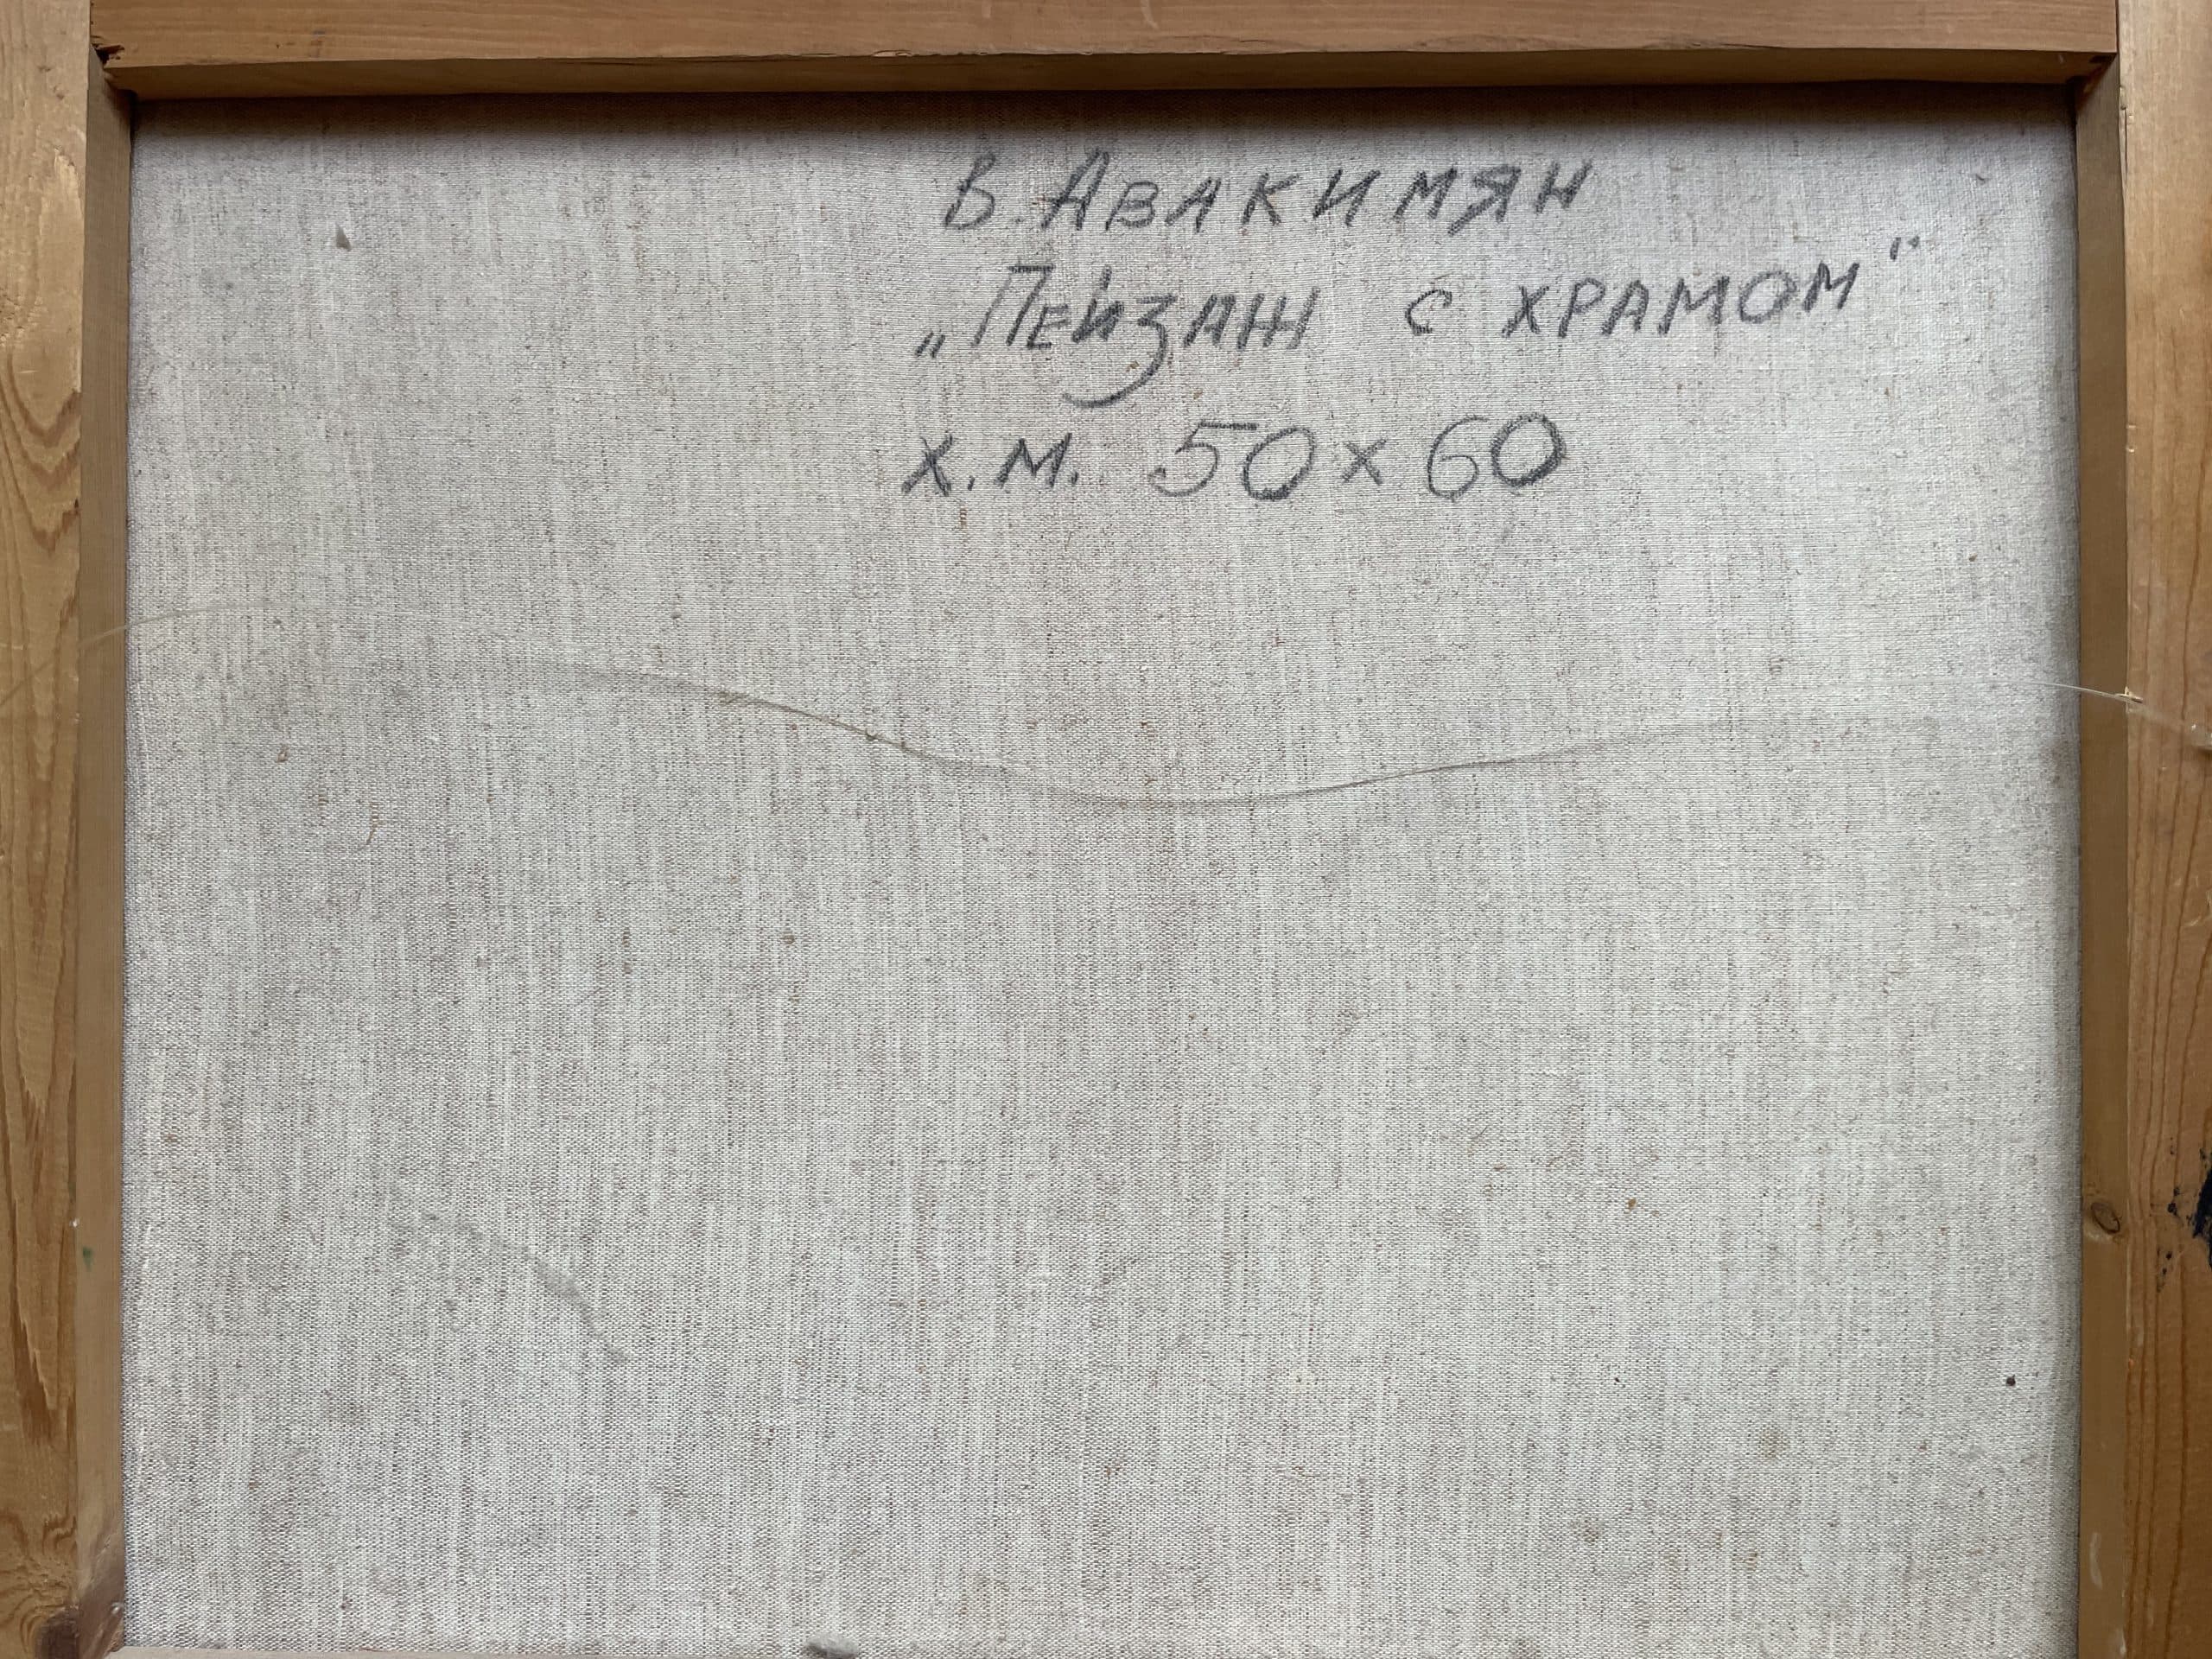 В. Авакимян
„Пейзаж с храмом"
х.м. 50 х 60